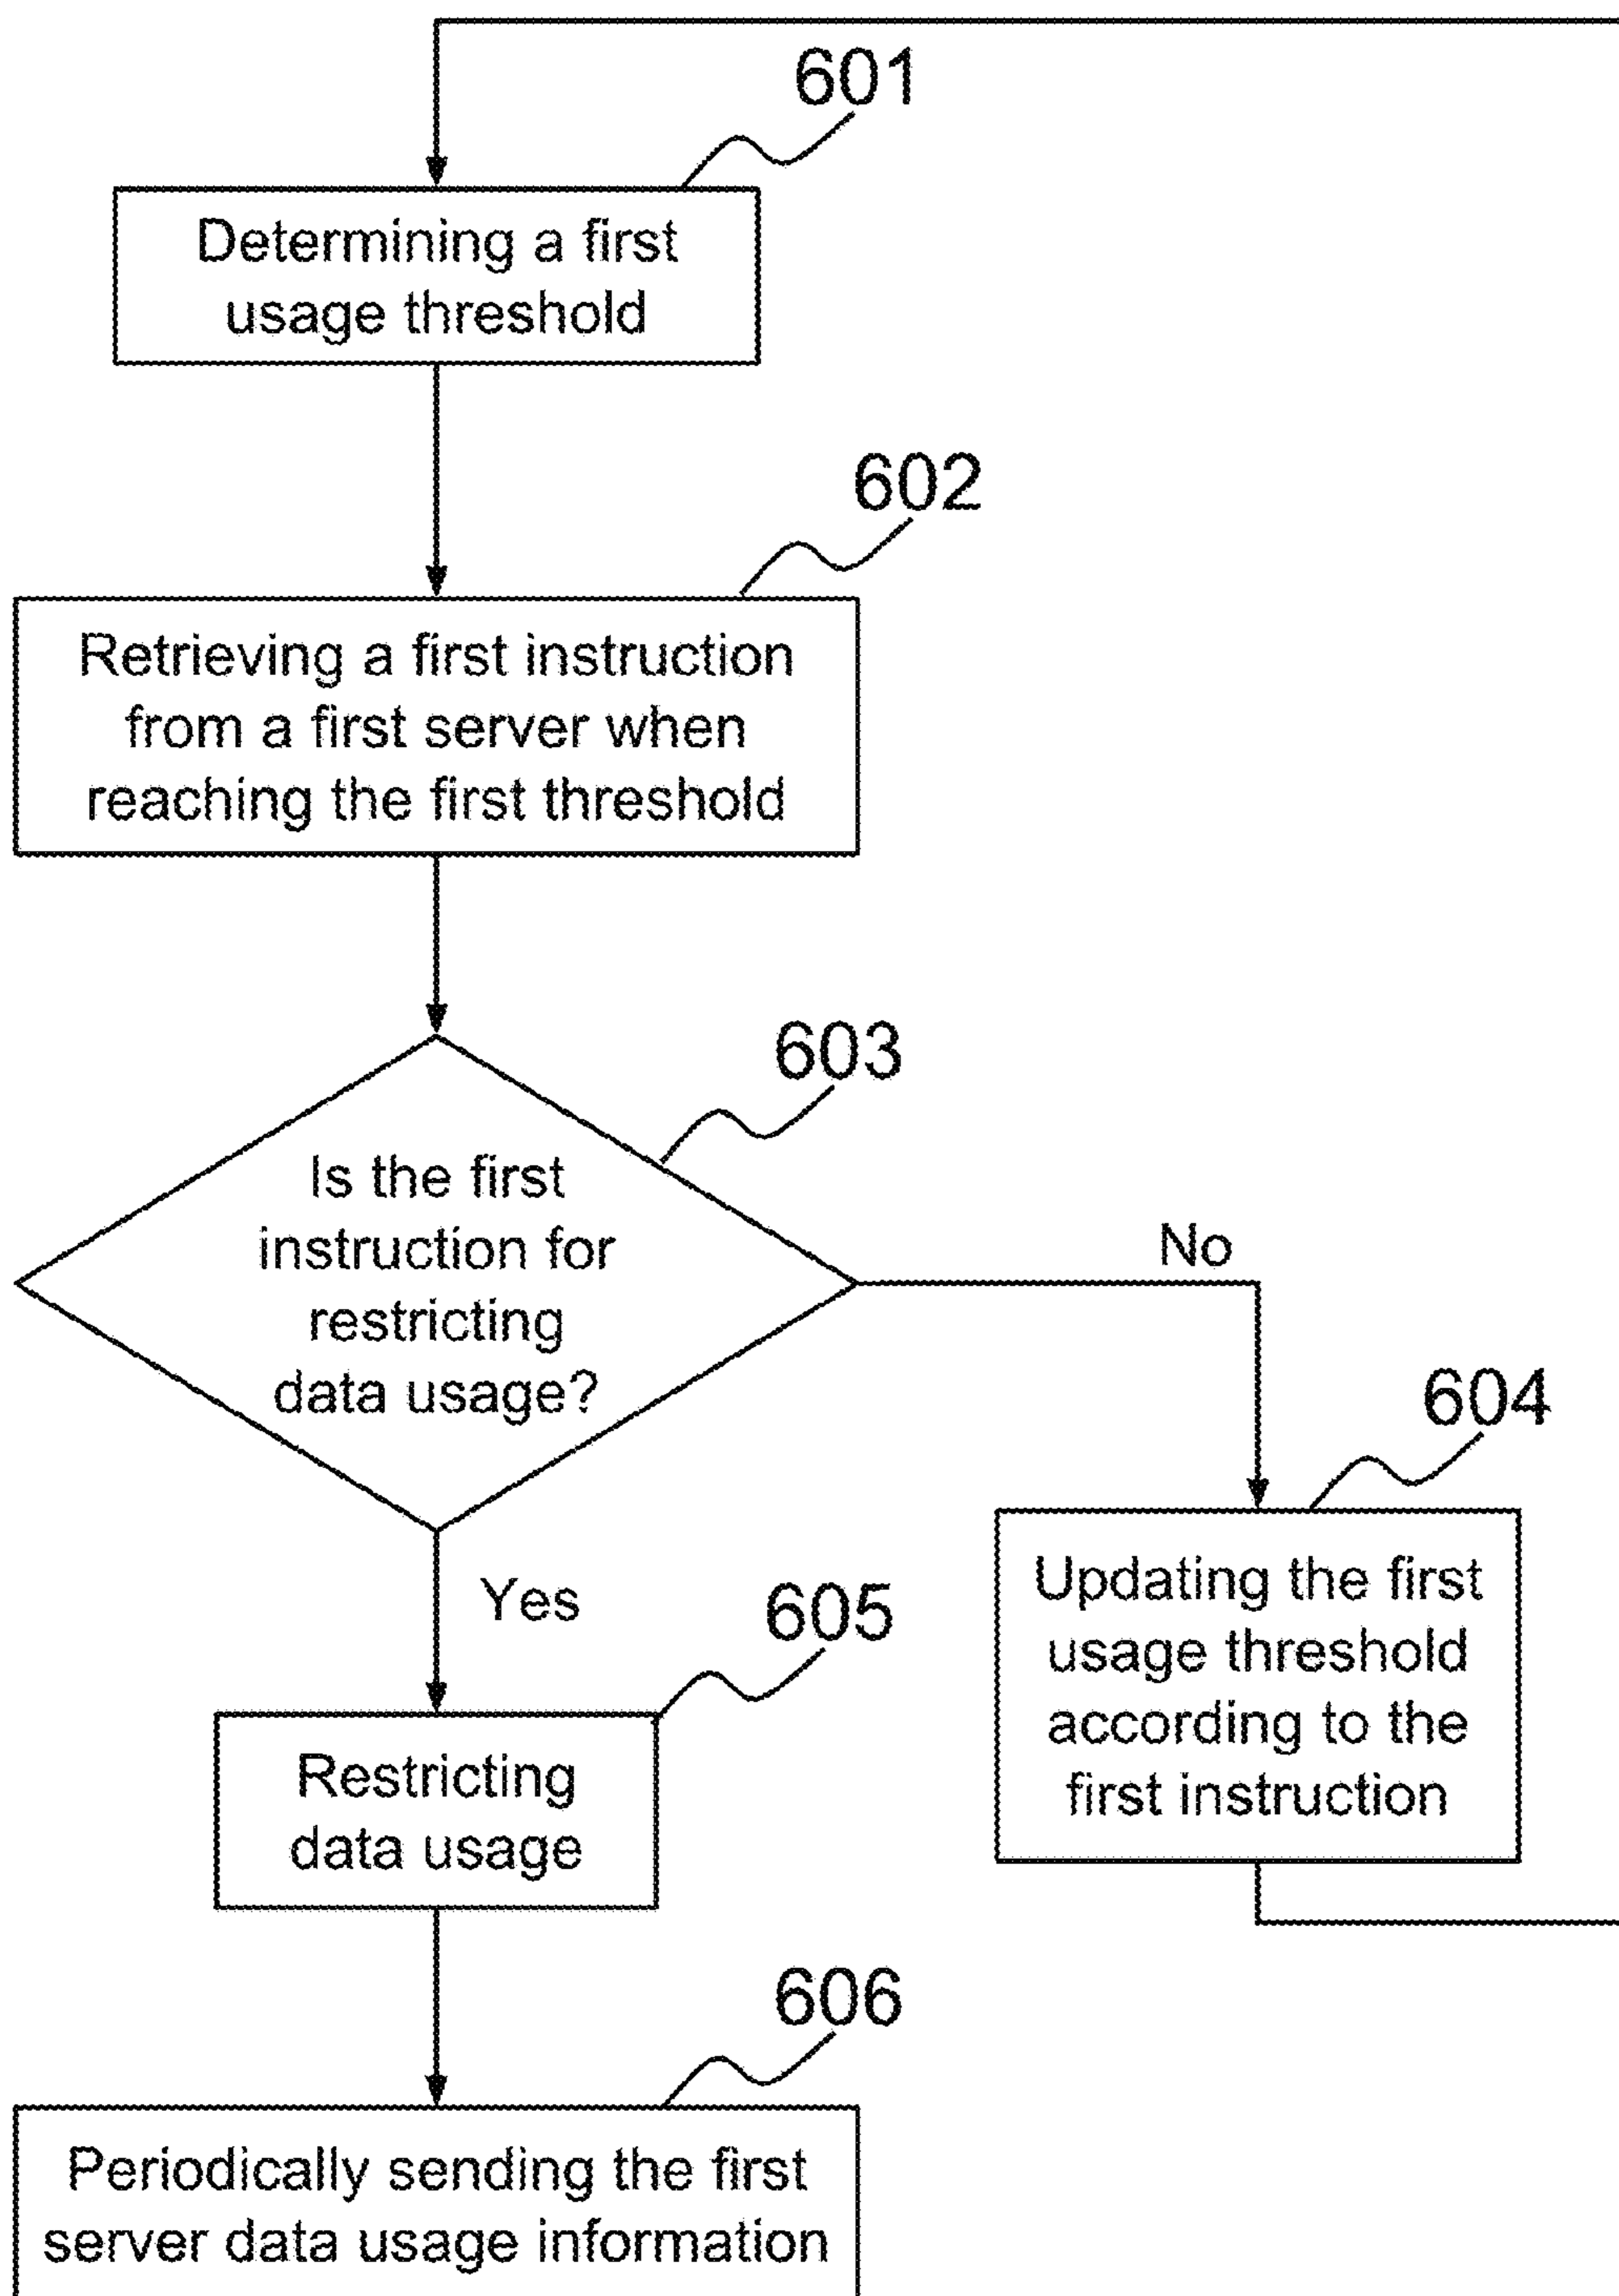 601
Determining a first
usage threshold
602
Retrieving a first instruction
from a first server when
reaching the first threshold
603
Is the first
instruction for
restricting
data usage?
No
604
Updating the first
usage threshold
according to the
first instruction
Yes
605
Restricting
data usage
606
Periodically sending the first
server data usage information